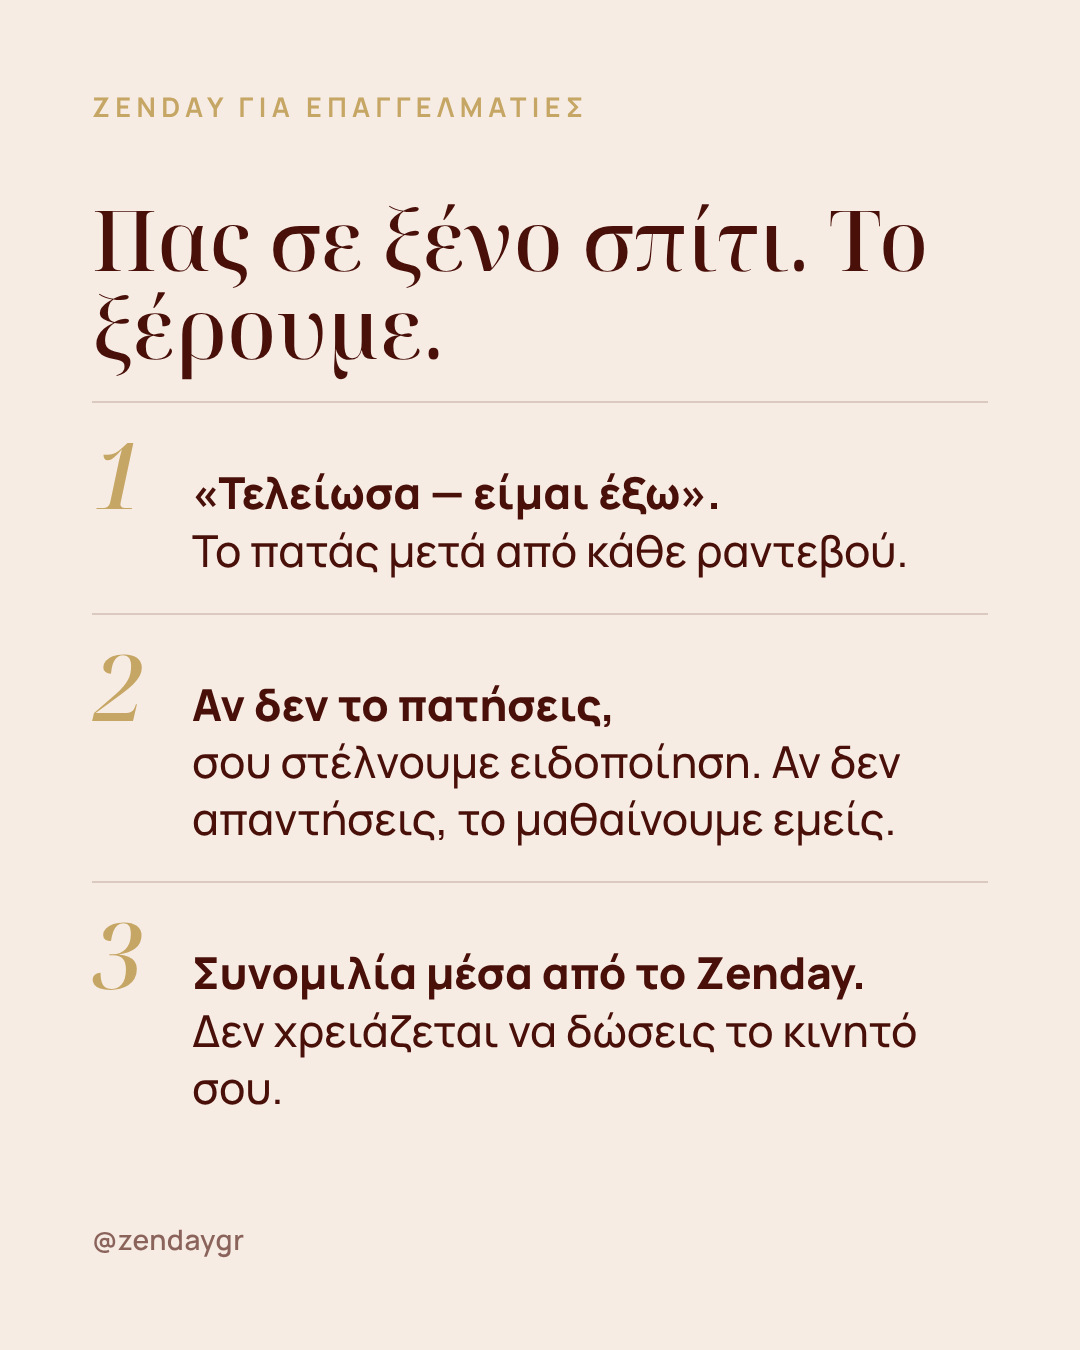 ZENDAY ΓΙΑ ΕΠΑΓΓΕΛΜΑΤΙΕΣ
Πας σε ξένο σπίτι. Το
ξέρουμε.
1
«Τελείωσα — είμαι έξω».
Το πατάς μετά από κάθε ραντεβού.
2
Αν δεν το πατήσεις,
σου στέλνουμε ειδοποίηση. Αν δεν
απαντήσεις, το μαθαίνουμε εμείς.
3
Συνομιλία μέσα από το Zenday.
Δεν χρειάζεται να δώσεις το κινητό
σου.
@zendaygr